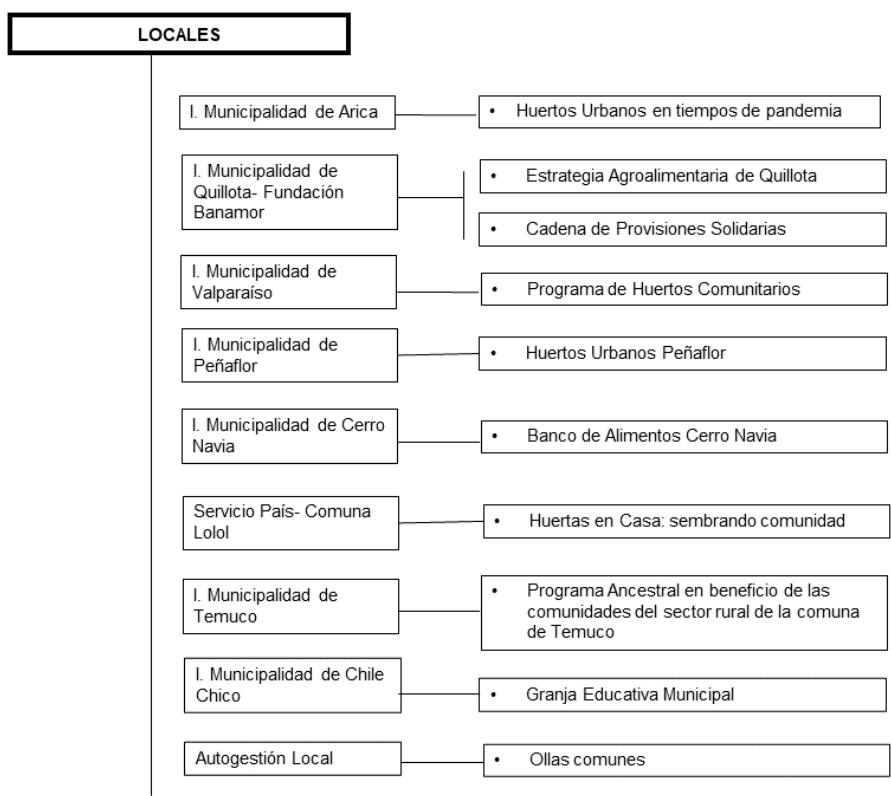 LOCALES
I. Municipalidad de Arica
• Huertos Urbanos en tiempos de pandemia
I. Municipalidad de
Quillota- Fundación
Banamor
• Estrategia Agroalimentaria de Quillota
• Cadena de Provisiones Solidarias
I. Municipalidad de
Valparaíso
• Programa de Huertos Comunitarios
I. Municipalidad de
Peñaflor
• Huertos Urbanos Peñaflor
I. Municipalidad de Cerro
Navia
• Banco de Alimentos Cerro Navia
Servicio País- Comuna
Lolol
• Huertas en Casa: sembrando comunidad
I. Municipalidad de
Temuco
• Programa Ancestral en beneficio de las
comunidades del sector rural de la comuna
de Temuco
I. Municipalidad de Chile
Chico
• Granja Educativa Municipal
Autogestión Local
• Ollas comunes